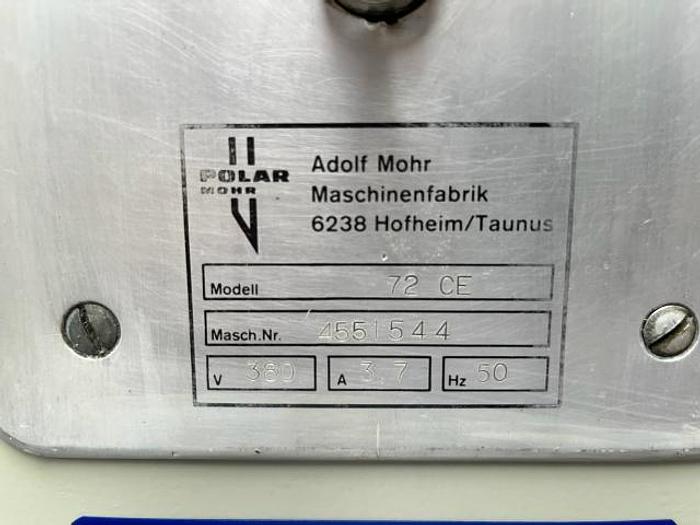 POLAR
MOHR
Adolf Mohr
Maschinenfabrik
6238 Hofheim/Taunus
Modell 72 CE
Masch.Nr. 4551544
V 380 A 3,7 Hz 50